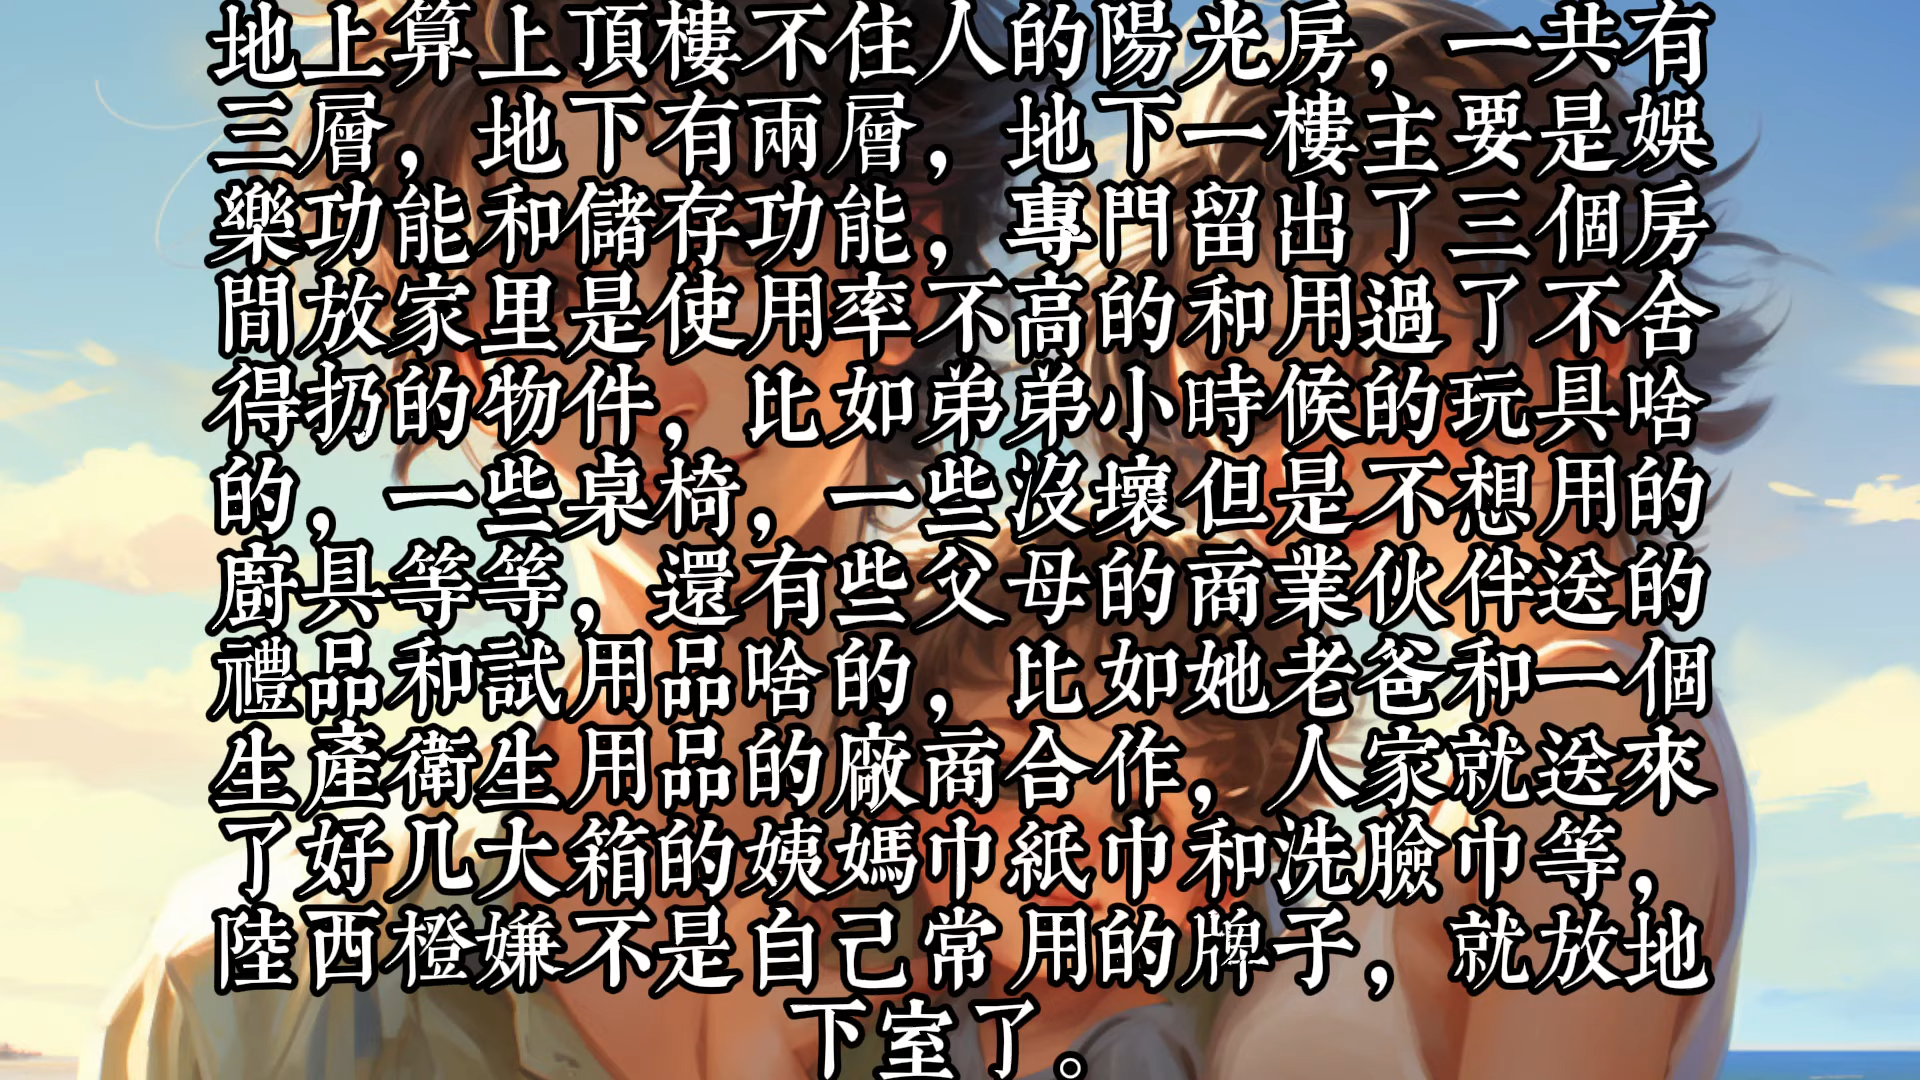 地上算上頂樓不住人的陽光房，一共有
三層，地下有兩層，地下一樓主要是娛
樂功能和儲存功能，專門留出了三個房
間放家里是使用率不高的和用過了不舍
得扔的物件，比如弟弟小時候的玩具啥
的，一些桌椅，一些沒壞但是不想用的
廚具等等，還有些父母的商業伙伴送的
禮品和試用品啥的，比如她老爸和一個
生產衛生用品的廠商合作，人家就送來
了好几大箱的姨媽巾紙巾和洗臉巾等，
陸西橙嫌不是自己常用的牌子，就放地
下室了。